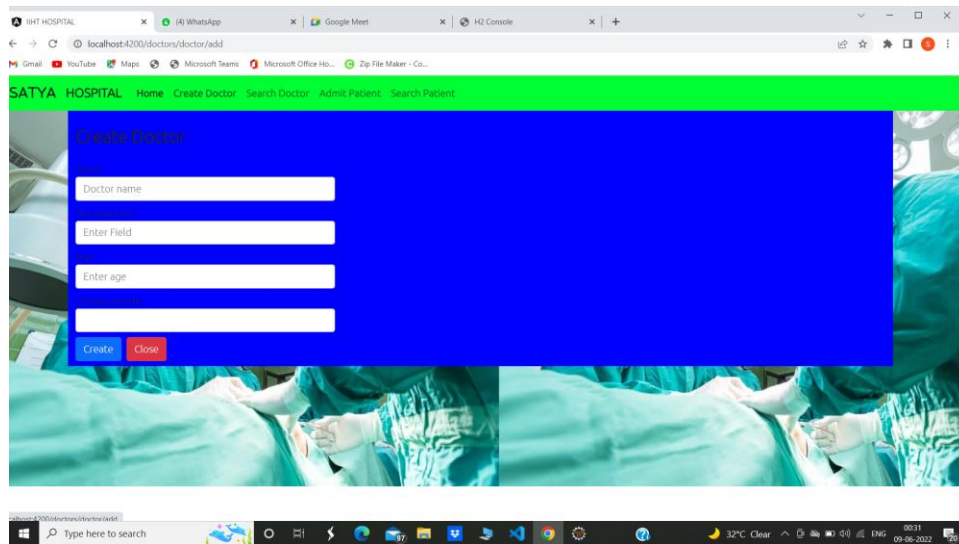 IIHT HOSPITAL
(4) WhatsApp
Google Meet
H2 Console
localhost:4200/doctors/doctor/add
S
Gmail YouTube Maps Microsoft Teams Microsoft Office Ho... Zip File Maker - Co...
SATYA HOSPITAL Home Create Doctor Search Doctor Admit Patient Search Patient
Create Doctor:
Doctor name
Enter Field
Enter age
Create Close
localhost:4200/doctors/doctor/add
Type here to search
97
32°C Clear
ENG
00:31
09-06-2022
20